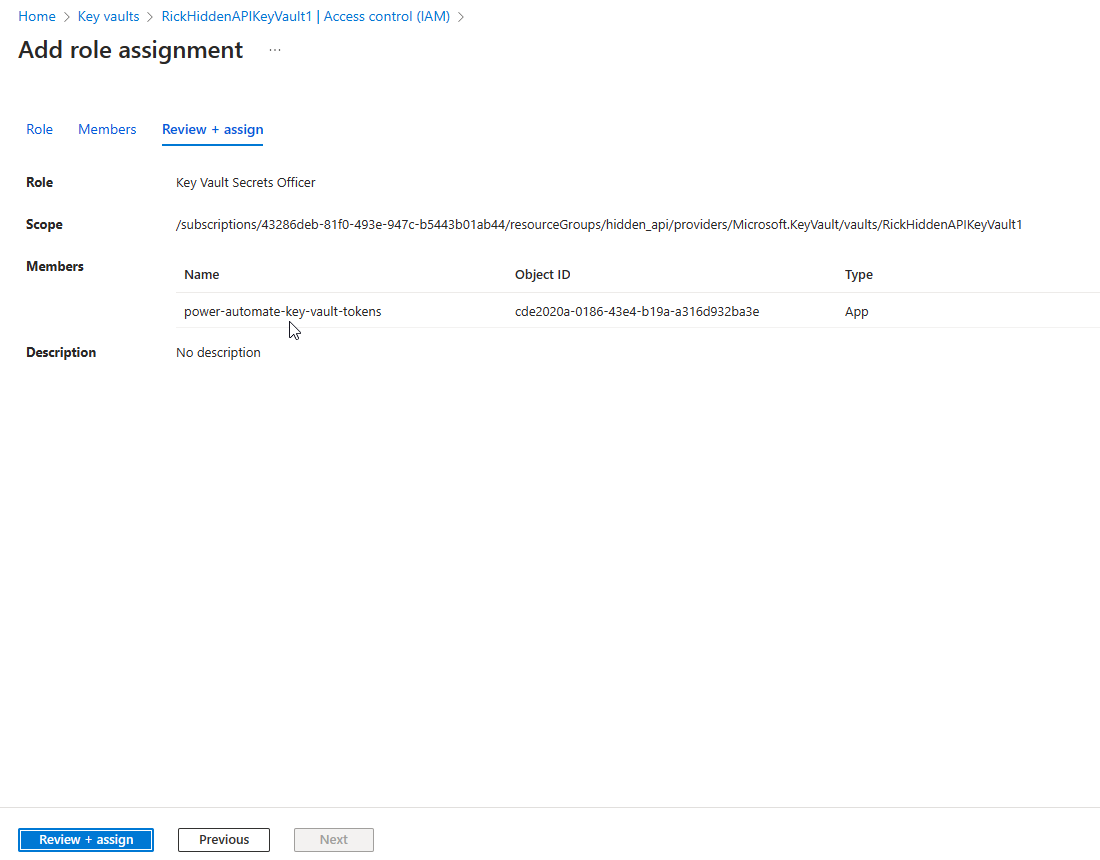 Home > Key vaults > RickHiddenAPIKeyVault1 | Access control (IAM) >
Add role assignment ...
Role Members Review + assign
Role Key Vault Secrets Officer
Scope /subscriptions/43286deb-81f0-493e-947c-b5443b01ab44/resourceGroups/hidden_api/providers/Microsoft.KeyVault/vaults/RickHiddenAPIKeyVault1
Members Name Object ID Type
power-automate-key-vault-tokens cde2020a-0186-43e4-b19a-a316d932ba3e App
Description No description
Review + assign Previous Next